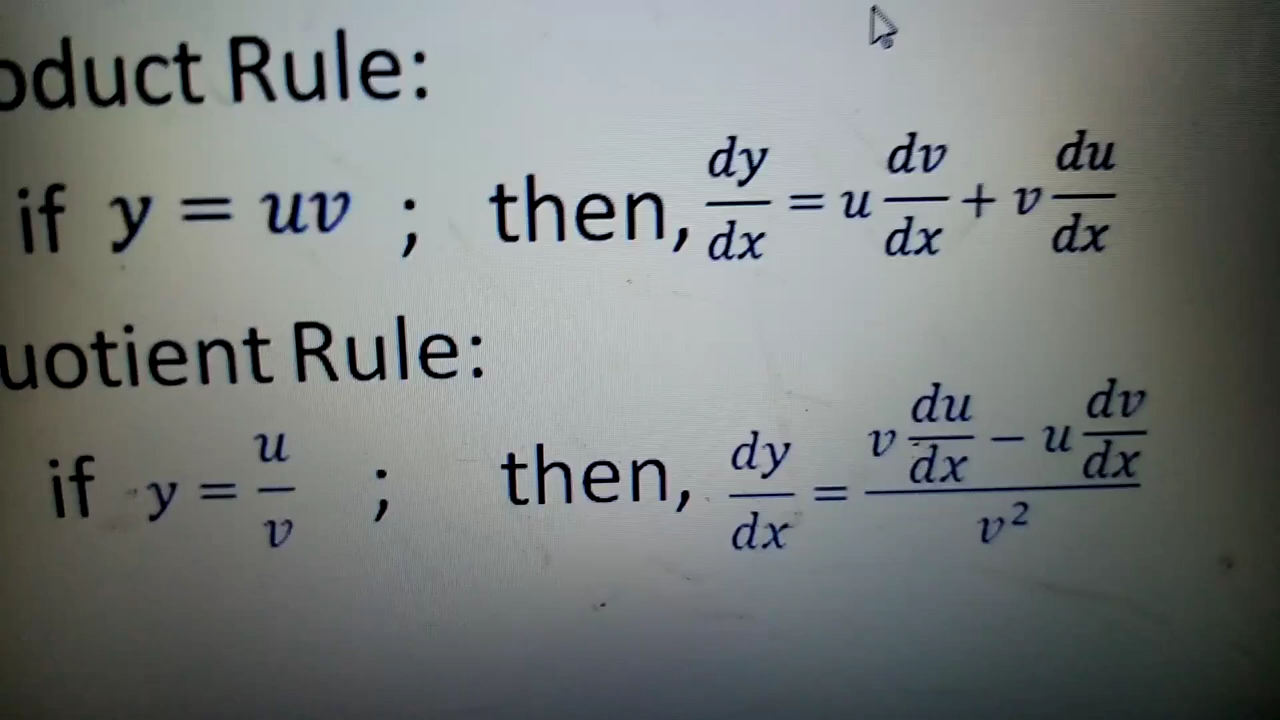 oduct Rule:
if y = uv ; then, dy/dx = u dv/dx + v du/dx
uotient Rule:
if y = u/v ; then, dy/dx = (v du/dx − u dv/dx)/v²